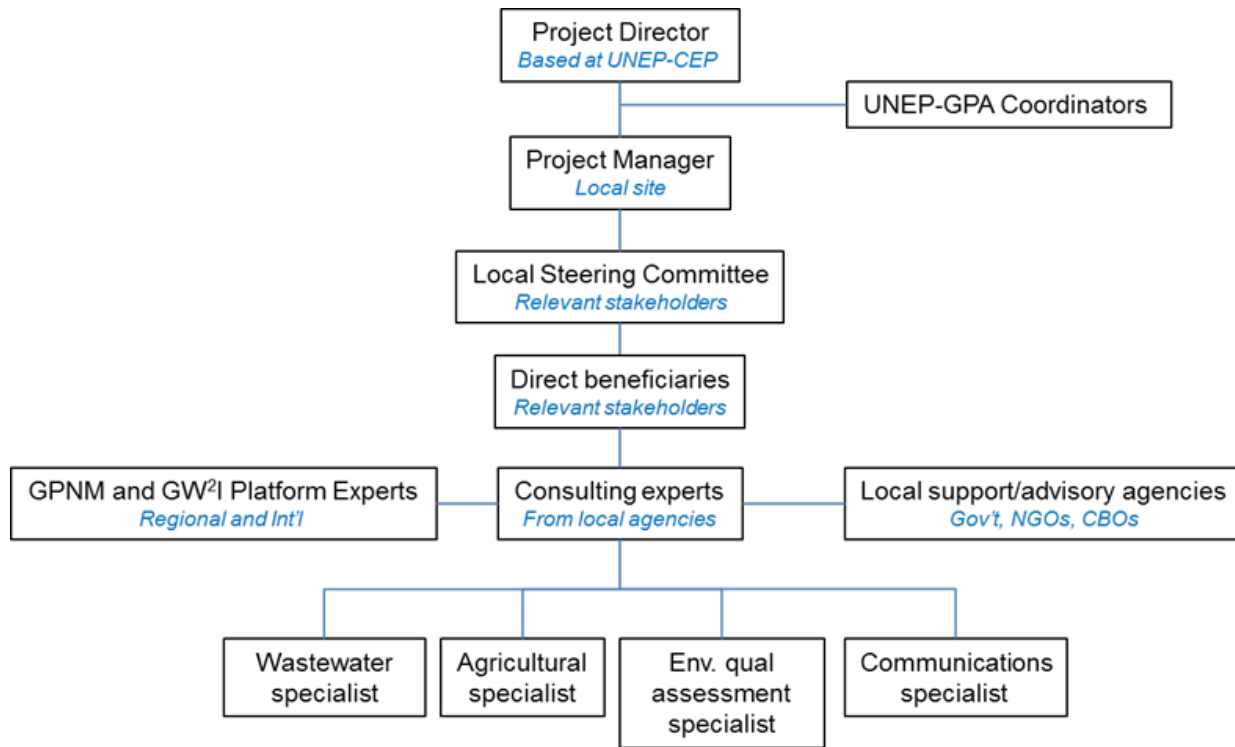 Project Director
Based at UNEP-CEP
UNEP-GPA Coordinators
Project Manager
Local site
Local Steering Committee
Relevant stakeholders
Direct beneficiaries
Relevant stakeholders
GPNM and GW²I Platform Experts
Regional and Int'l
Consulting experts
From local agencies
Local support/advisory agencies
Gov't, NGOs, CBOs
Wastewater
specialist
Agricultural
specialist
Env. qual
assessment
specialist
Communications
specialist